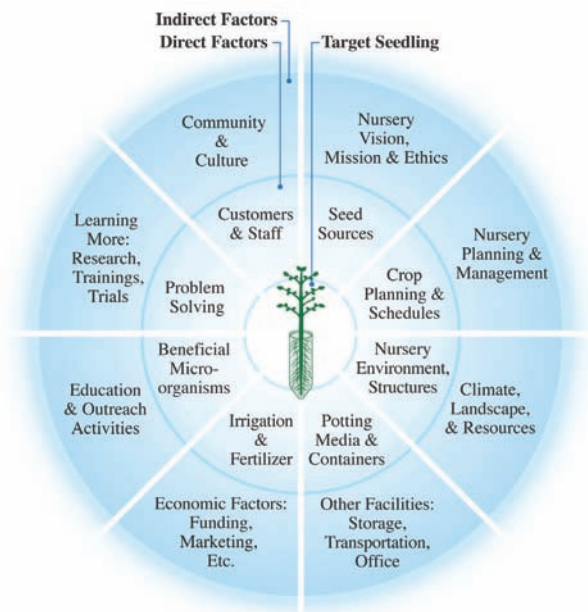 Indirect Factors
Direct Factors
Target Seedling
Community
&
Culture
Nursery
Vision,
Mission & Ethics
Learning
More:
Research,
Trainings,
Trials
Customers
& Staff
Seed
Sources
Nursery
Planning &
Management
Problem
Solving
Crop
Planning &
Schedules
Beneficial
Micro-
organisms
Nursery
Environment,
Structures
Education
& Outreach
Activities
Climate,
Landscape,
& Resources
Irrigation
&
Fertilizer
Potting
Media &
Containers
Economic Factors:
Funding,
Marketing,
Etc.
Other Facilities:
Storage,
Transportation,
Office